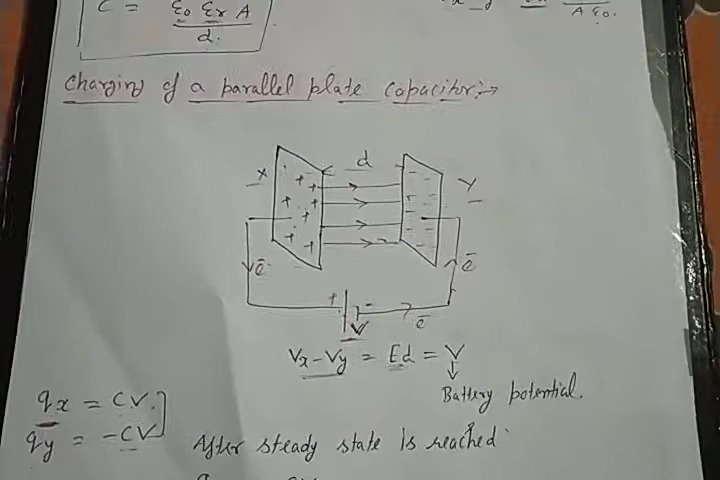 C = ε₀ εr A / d.
A ε₀.
Charging of a parallel plate capacitor:→
d
X
Y
+ + + + + + + +
- - - - - - - -
ē
ē
+ -
V
ē
Vx - Vy = Ed = V
↓
Battery potential.
qx = CV.
qy = -CV
After steady state is reached